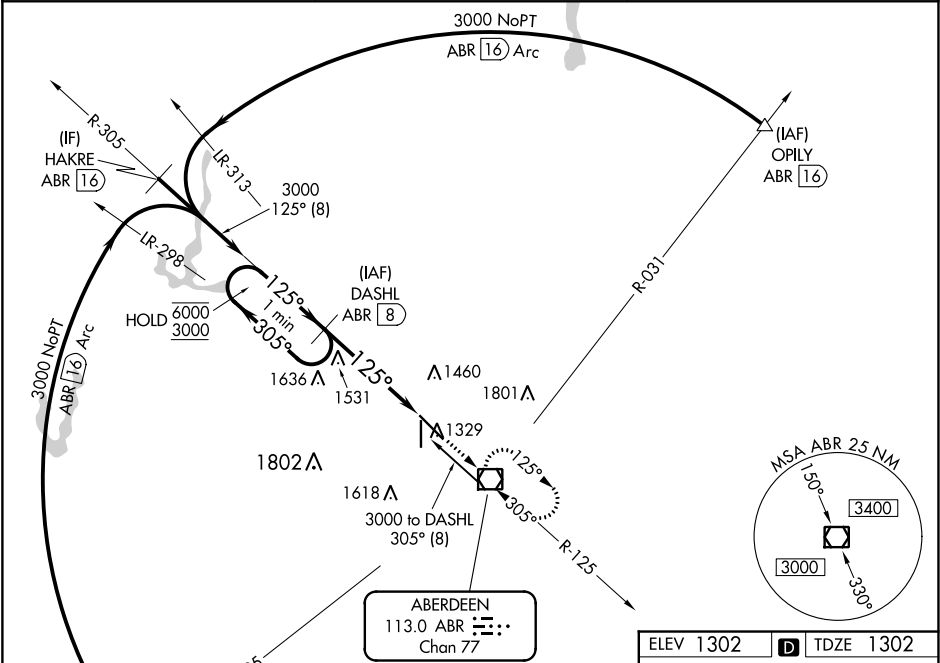 3000 NoPT
ABR 16 Arc
R-305
(IF)
HAKRE
ABR 16
LR-313
(IAF)
OPILY
ABR 16
3000
125° (8)
LR-298
R-031
(IAF)
DASHL
ABR 8
125°
1 min
305°
HOLD 6000
3000
3000 NoPT
ABR 16 Arc
125°
1636
1531
1460
1801
1329
1802
1618
125°
305°
3000 to DASHL
305° (8)
R-125
MSA ABR 25 NM
150°
3400
3000
330°
ABERDEEN
113.0 ABR
Chan 77
ELEV 1302 D TDZE 1302